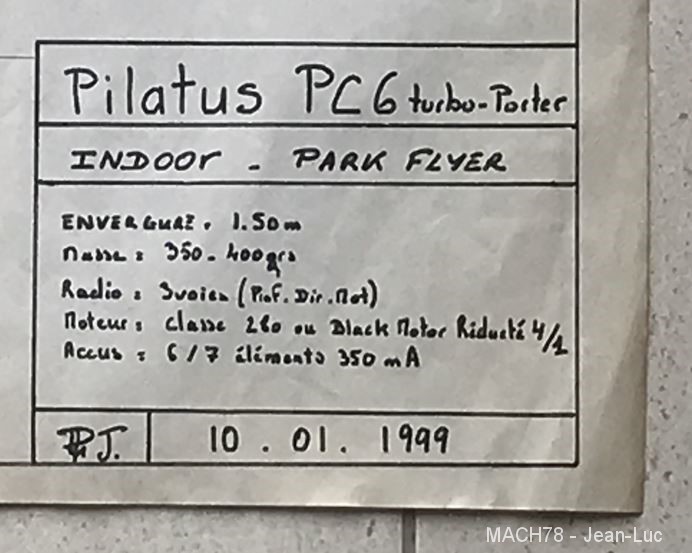 Pilatus PC6 turbo-Porter
INDOOR - PARK FLYER
ENVERGURE : 1.50m
Masse : 350-400grs
Radio : 3voies (Prof. Dir. Mot)
Moteur : classe 280 ou Black Motor Réducté 4/1
Accus : 6/7 éléments 350 mA
J. 10.01.1999
MACH78 - Jean-Luc